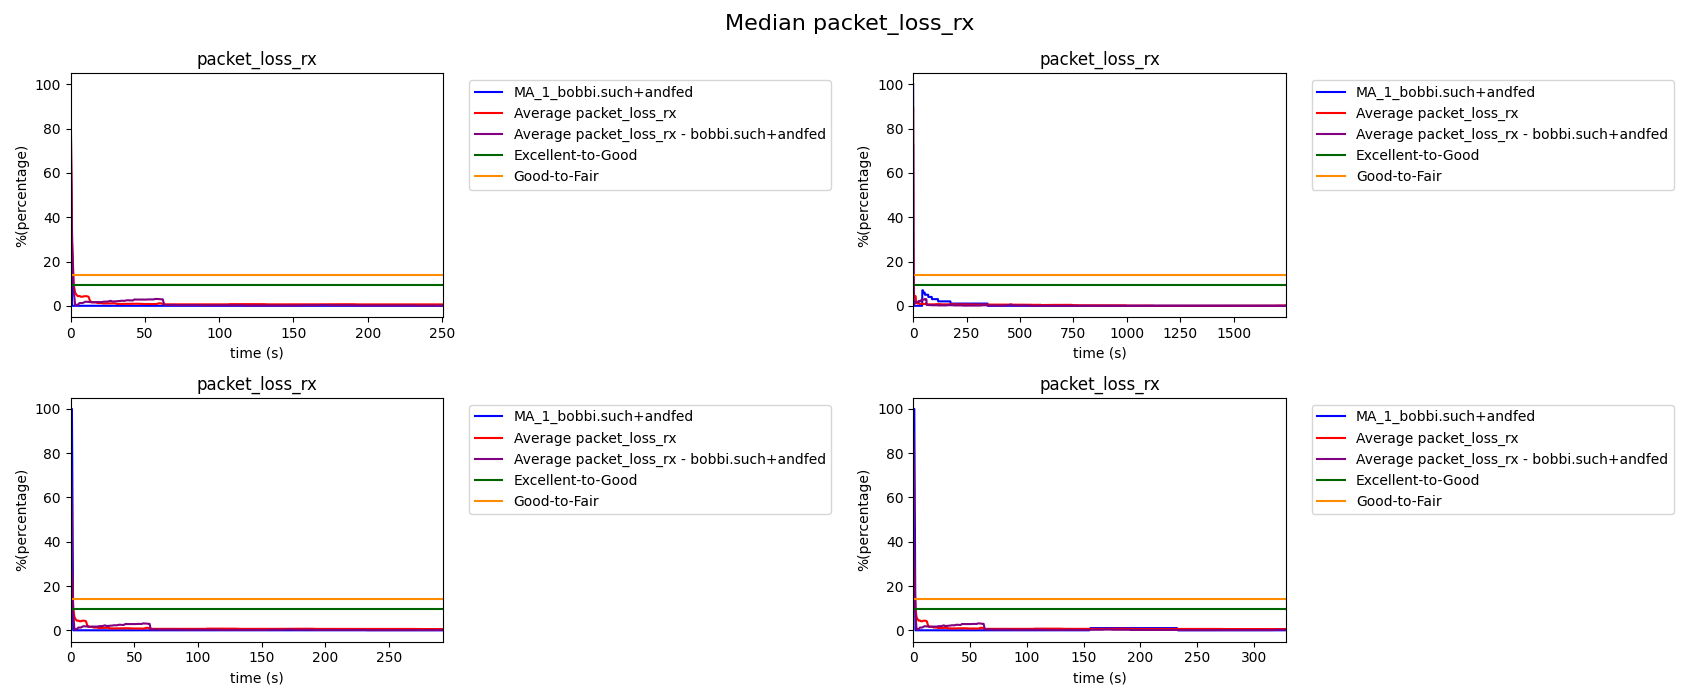 Median packet_loss_rx
packet_loss_rx
%(percentage)
100
80
60
40
20
0
0 50 100 150 200 250
time (s)
MA_1_bobbi.such+andfed
Average packet_loss_rx
Average packet_loss_rx - bobbi.such+andfed
Excellent-to-Good
Good-to-Fair
packet_loss_rx
%(percentage)
100
80
60
40
20
0
0 250 500 750 1000 1250 1500
time (s)
MA_1_bobbi.such+andfed
Average packet_loss_rx
Average packet_loss_rx - bobbi.such+andfed
Excellent-to-Good
Good-to-Fair
packet_loss_rx
%(percentage)
100
80
60
40
20
0
0 50 100 150 200 250
time (s)
MA_1_bobbi.such+andfed
Average packet_loss_rx
Average packet_loss_rx - bobbi.such+andfed
Excellent-to-Good
Good-to-Fair
packet_loss_rx
%(percentage)
100
80
60
40
20
0
0 50 100 150 200 250 300
time (s)
MA_1_bobbi.such+andfed
Average packet_loss_rx
Average packet_loss_rx - bobbi.such+andfed
Excellent-to-Good
Good-to-Fair